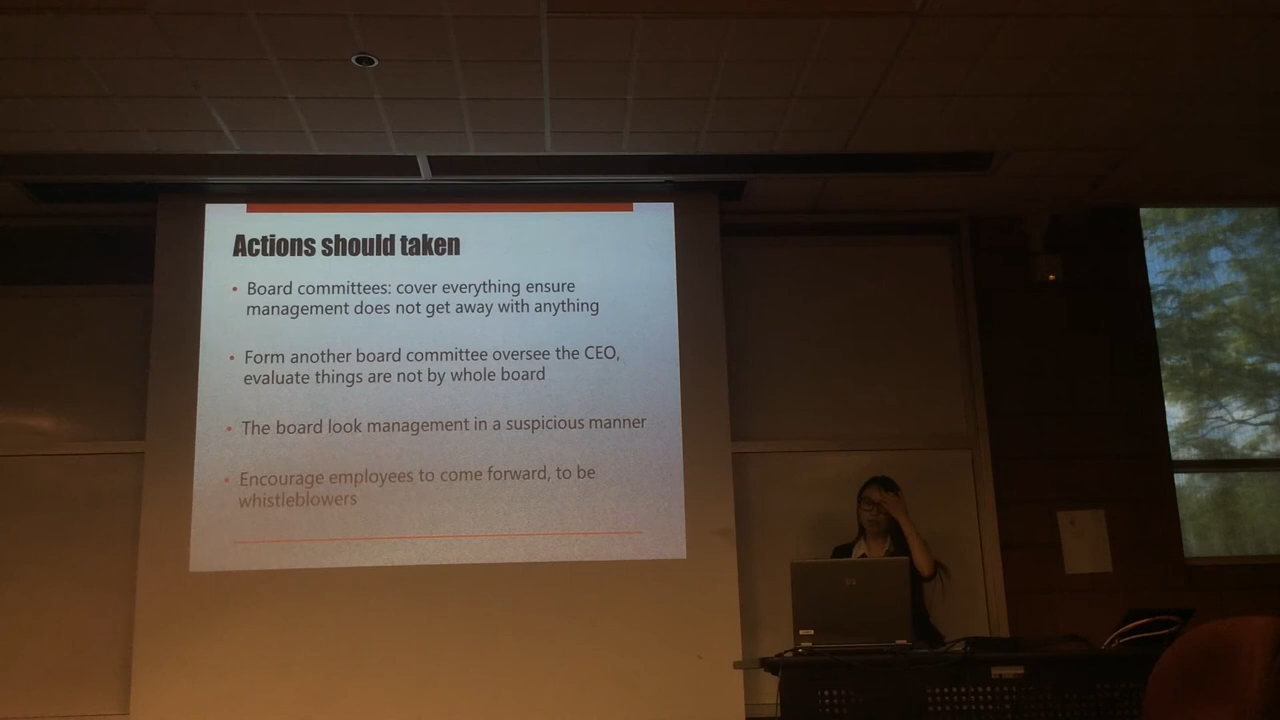 Actions should taken
• Board committees: cover everything ensure
management does not get away with anything
• Form another board committee oversee the CEO,
evaluate things are not by whole board
• The board look management in a suspicious manner
• Encourage employees to come forward, to be
whistleblowers
hp